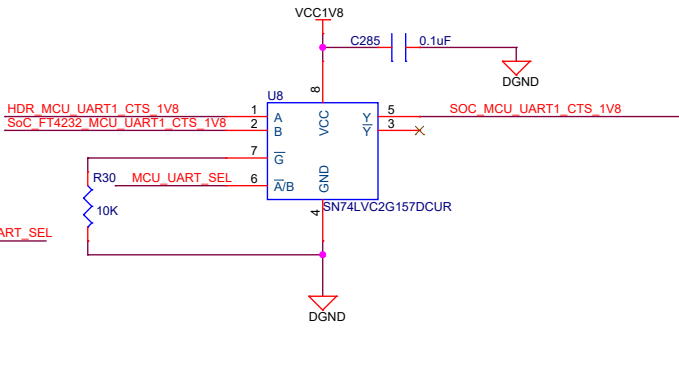 VCC1V8
C285
0.1uF
DGND
8
U8
HDR_MCU_UART1_CTS_1V8
1
A
VCC
Y
5
SOC_MCU_UART1_CTS_1V8
SoC_FT4232_MCU_UART1_CTS_1V8
2
B
Y
3
7
G
R30
MCU_UART_SEL
6
A/B
GND
10K
4
SN74LVC2G157DCUR
ART_SEL
DGND